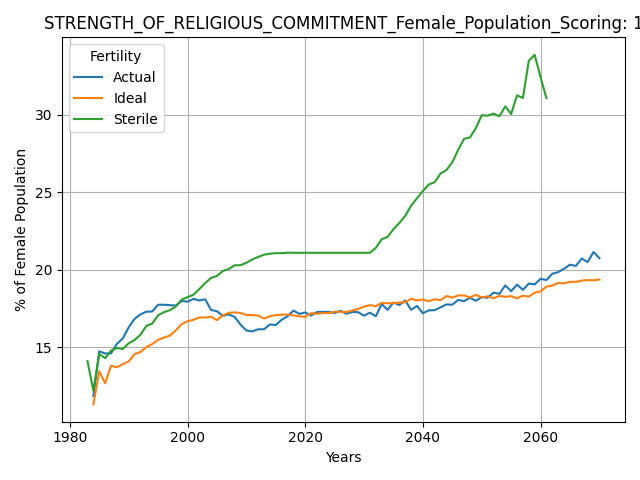 STRENGTH_OF_RELIGIOUS_COMMITMENT_Female_Population_Scoring: 1
Fertility
Actual
Ideal
Sterile
% of Female Population
30
25
20
15
1980 2000 2020 2040 2060
Years